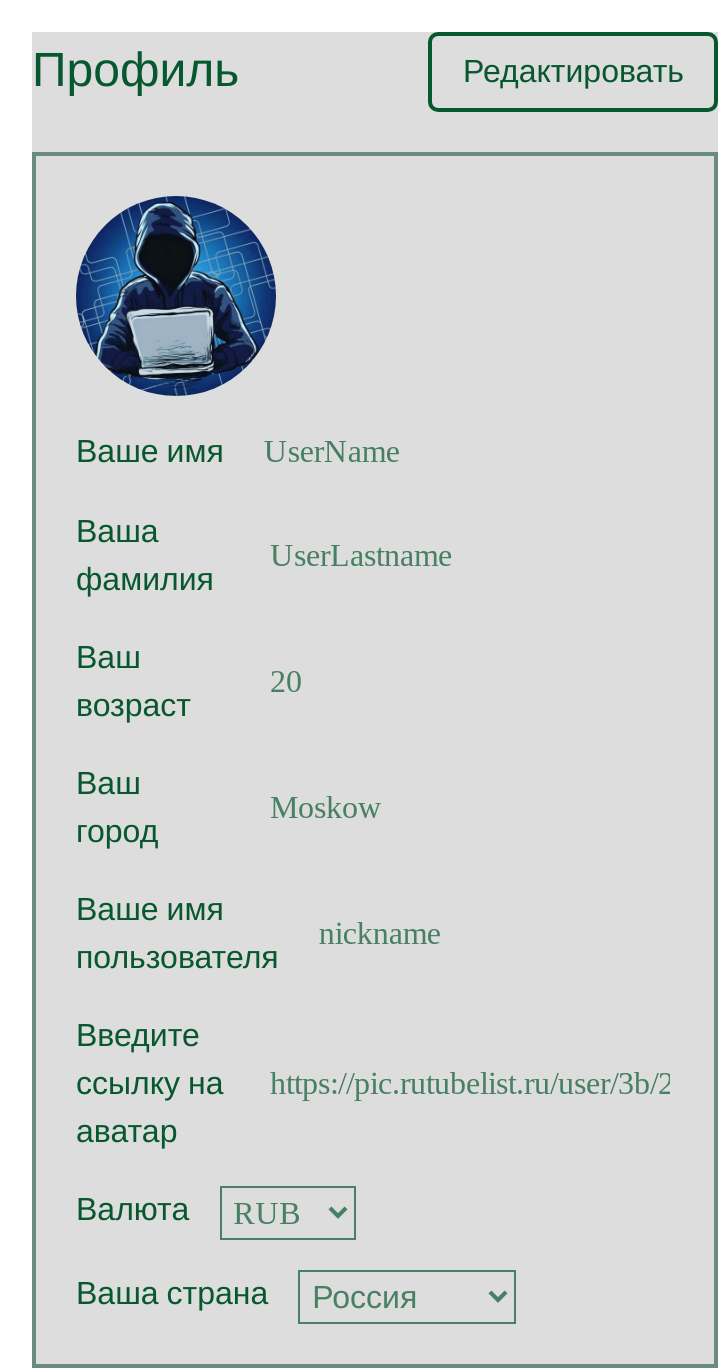 Профиль
Редактировать
Ваше имя UserName
Ваша
фамилия
UserLastname
Ваш
возраст
20
Ваш
город
Moskow
Ваше имя
пользователя
nickname
Введите
ссылку на
аватар
https://pic.rutubelist.ru/user/3b/2
Валюта RUB
Ваша страна Россия